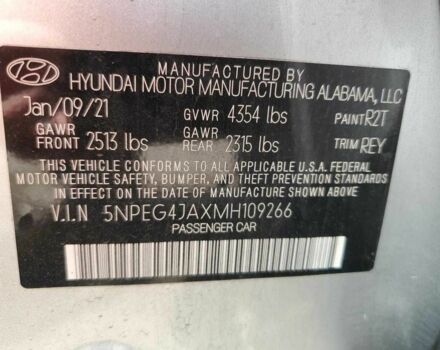 MANUFACTURED BY
HYUNDAI MOTOR MANUFACTURING ALABAMA, LLC
Jan/09/21 GVWR 4354 lbs PAINT R2T
GAWR FRONT 2513 lbs GAWR REAR 2315 lbs TRIM REY
THIS VEHICLE CONFORMS TO ALL APPLICABLE U.S. FEDERAL
MOTOR VEHICLE SAFETY, BUMPER, AND THEFT PREVENTION STANDARDS
IN EFFECT ON THE DATE OF MANUFACTURE SHOWN ABOVE.
V.I.N 5NPEG4JAXMH109266
PASSENGER CAR